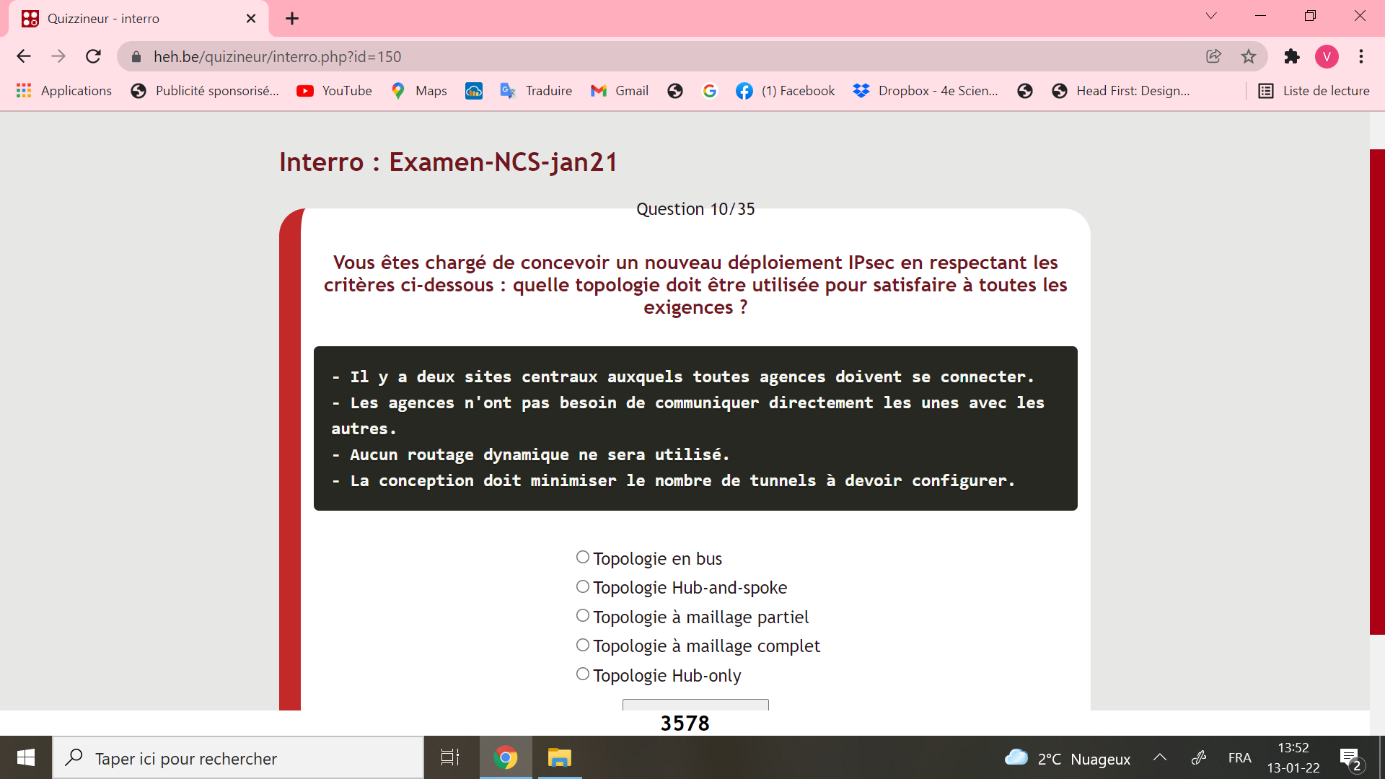 Quizzineur - interro
heh.be/quizineur/interro.php?id=150
V
Applications Publicité sponsorisé... YouTube Maps Traduire Gmail (1) Facebook Dropbox - 4e Scien... Head First: Design... Liste de lecture
Interro : Examen-NCS-jan21
Question 10/35
Vous êtes chargé de concevoir un nouveau déploiement IPsec en respectant les
critères ci-dessous : quelle topologie doit être utilisée pour satisfaire à toutes les
exigences ?
- Il y a deux sites centraux auxquels toutes agences doivent se connecter.
- Les agences n'ont pas besoin de communiquer directement les unes avec les
autres.
- Aucun routage dynamique ne sera utilisé.
- La conception doit minimiser le nombre de tunnels à devoir configurer.
Topologie en bus
Topologie Hub-and-spoke
Topologie à maillage partiel
Topologie à maillage complet
Topologie Hub-only
3578
Taper ici pour rechercher
2°C Nuageux
FRA
13:52
13-01-22
2